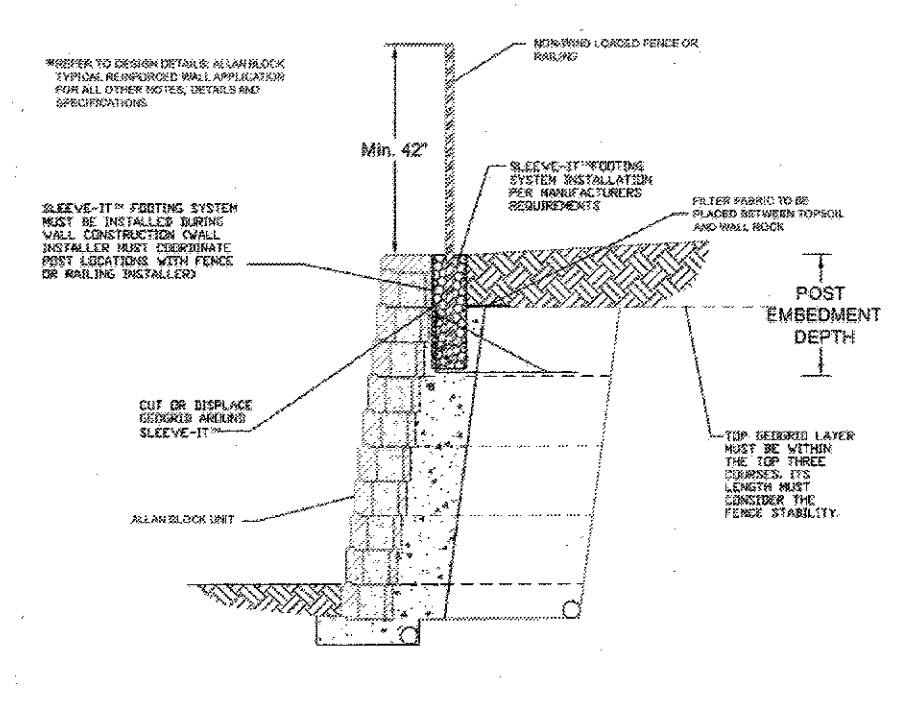 NON-WIND LOADED FENCE OR
RAILING
*REFER TO DESIGN DETAILS: ALLAN BLOCK
TYPICAL REINFORCED WALL APPLICATION
FOR ALL OTHER NOTES, DETAILS AND
SPECIFICATIONS
Min. 42"
SLEEVE-IT™ FOOTING
SYSTEM INSTALLATION
PER MANUFACTURERS
REQUIREMENTS
FILTER FABRIC TO BE
PLACED BETWEEN TOPSOIL
AND WALL ROCK
SLEEVE-IT™ FOOTING SYSTEM
MUST BE INSTALLED DURING
WALL CONSTRUCTION (WALL
INSTALLER MUST COORDINATE
POST LOCATIONS WITH FENCE
OR RAILING INSTALLER)
POST
EMBEDMENT
DEPTH
CUT OR DISPLACE
GEOGRID AROUND
SLEEVE-IT™
TOP GEOGRID LAYER
MUST BE WITHIN
THE TOP THREE
COURSES. ITS
LENGTH MUST
CONSIDER THE
FENCE STABILITY.
ALLAN BLOCK UNIT